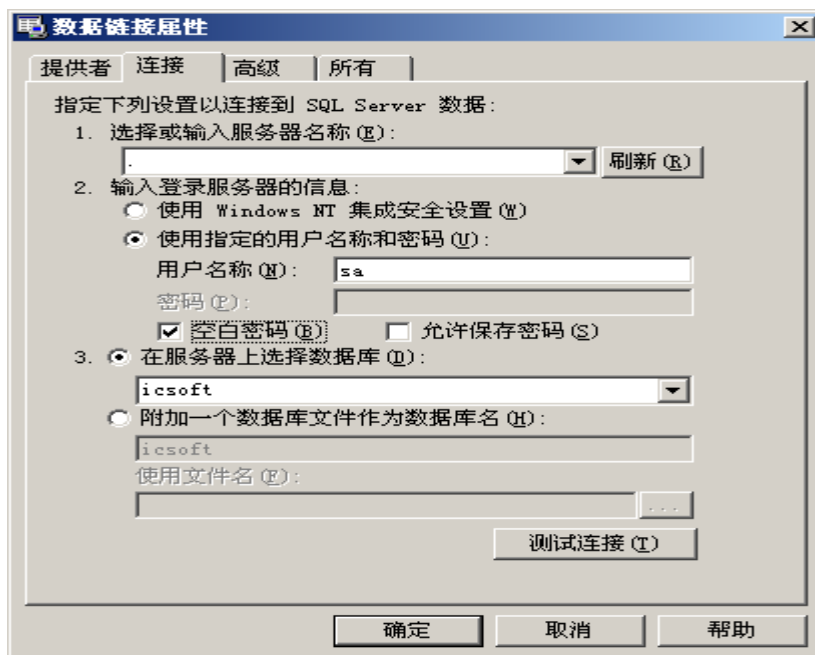 数据链接属性
提供者 连接 高级 所有
指定下列设置以连接到 SQL Server 数据:
1. 选择或输入服务器名称(E):
. 刷新(R)
2. 输入登录服务器的信息:
使用 Windows NT 集成安全设置(W)
使用指定的用户名称和密码(U):
用户名称(N): sa
密码(P):
空白密码(B) 允许保存密码(S)
3. 在服务器上选择数据库(D):
icsoft
附加一个数据库文件作为数据库名(H):
icsoft
使用文件名(F):
...
测试连接(T)
确定 取消 帮助